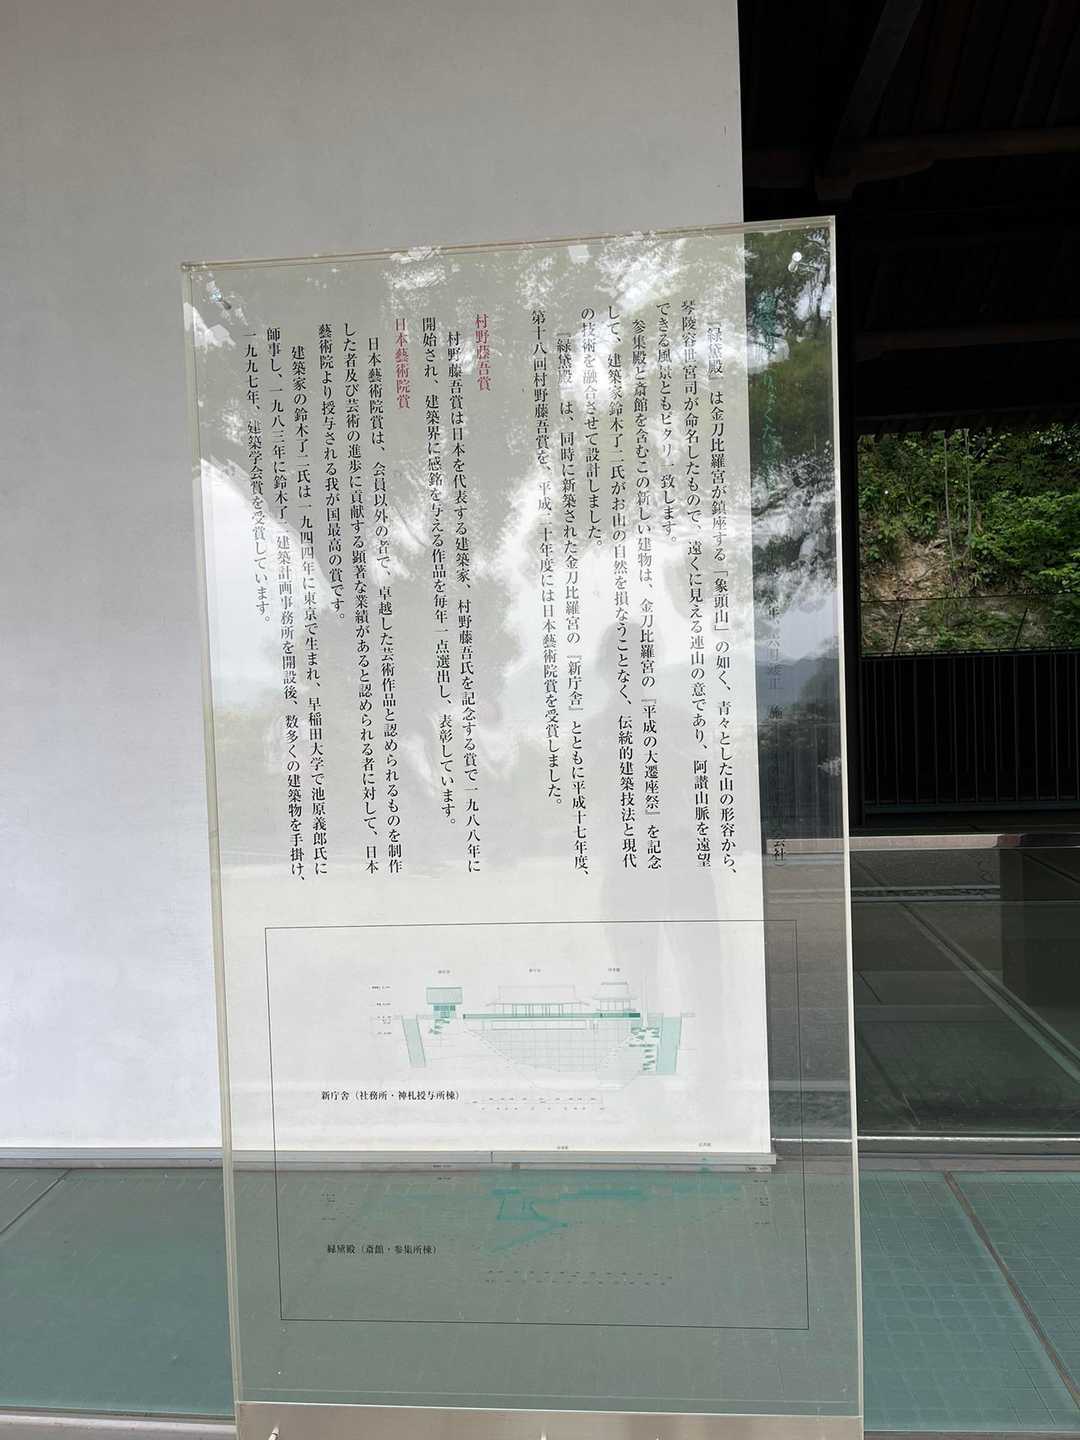 『緑黛殿』は金刀比羅宮が鎮座する「象頭山」の如く、青々とした山の形容から、
琴陵容世宮司が命名したもので、遠くに見える連山の意であり、阿讃山脈を遠望
できる風景ともピタリ一致します。
参集殿と斎館を含むこの新しい建物は、金刀比羅宮の『平成の大遷座祭』を記念
して、建築家鈴木了二氏がお山の自然を損なうことなく、伝統的建築技法と現代
の技術を融合させて設計しました。
『緑黛殿』は、同時に新築された金刀比羅宮の『新庁舎』とともに平成十七年度、
第十八回村野藤吾賞を、平成二十年度には日本藝術院賞を受賞しました。
村野藤吾賞
村野藤吾賞は日本を代表する建築家、村野藤吾氏を記念する賞で一九八八年に
開始され、建築界に感銘を与える作品を毎年一点選出し、表彰しています。
日本藝術院賞
日本藝術院賞は、会員以外の者で、卓越した芸術作品と認められるものを制作
した者及び芸術の進歩に貢献する顕著な業績があると認められる者に対して、日本
藝術院より授与される我が国最高の賞です。
建築家の鈴木了二氏は一九四四年に東京で生まれ、早稲田大学で池原義郎氏に
師事し、一九八三年に鈴木了二建築計画事務所を開設後、数多くの建築物を手掛け、
一九九七年、建築学会賞を受賞しています。
新庁舎（社務所・神札授与所棟）
緑黛殿（斎館・参集所棟）